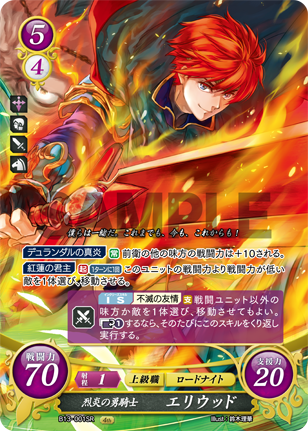 5
4
SAMPLE
僕らは一緒だ。これまでも、今も、これからも!
デュランダルの真炎 常 前衛の他の味方の戦闘力は+10される。
紅蓮の君主 起 1ターンに1回 このユニットの戦闘力より戦闘力が低い
敵を1体選び、移動させる。
IS 不滅の友情 支 戦闘ユニット以外の
味方か敵を1体選び、移動させてもよい。
するなら、そのたびにこのスキルをくり返し
実行する。
戦闘力
70
射程 1 上級職 ロードナイト
支援力
20
烈炎の勇騎士 エリウッド
B13-001SR 4th Illust:鈴木理華